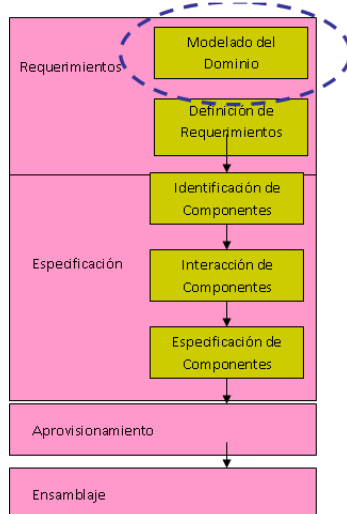 Modelado del
Dominio
Requerimientos
Definición de
Requerimientos
Identificación de
Componentes
Especificación
Interacción de
Componentes
Especificación de
Componentes
Aprovisionamiento
Ensamblaje